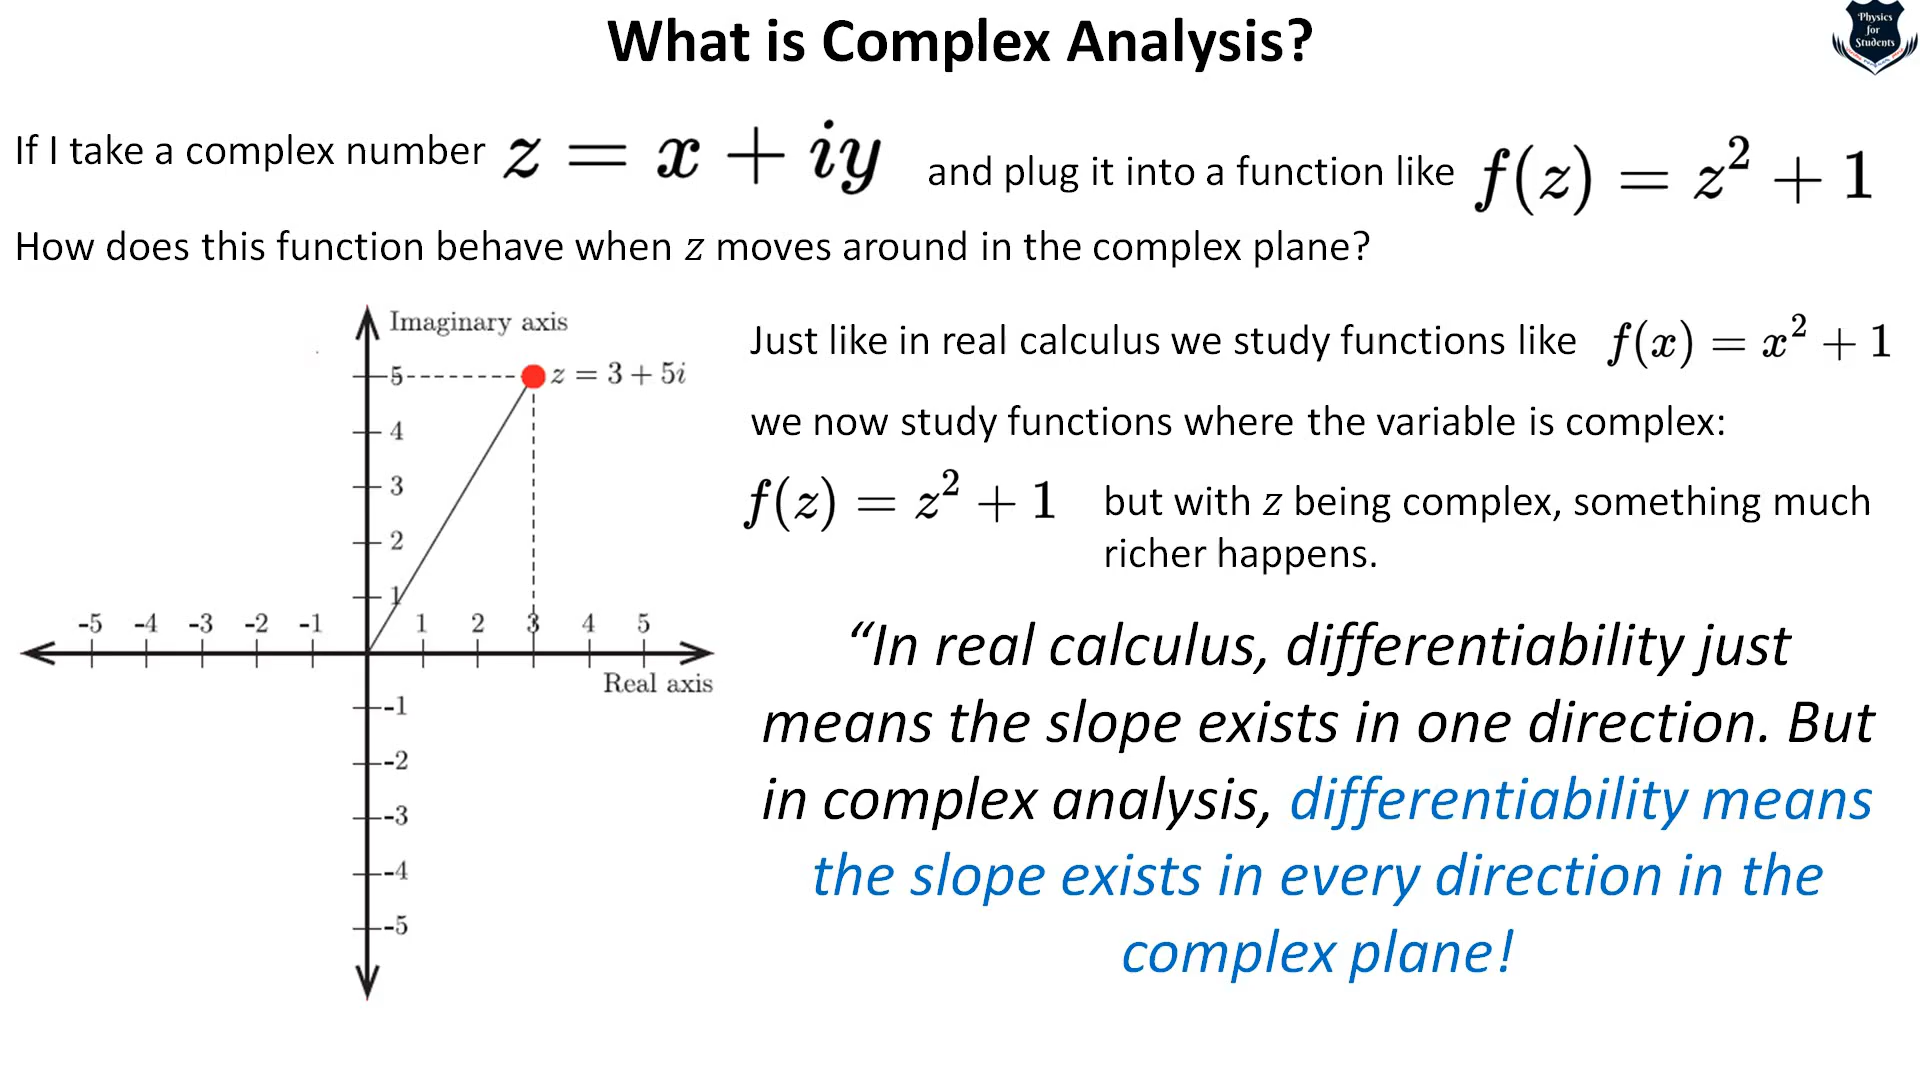 What is Complex Analysis?
Physics
for
Students
If I take a complex number z = x + iy and plug it into a function like f(z) = z² + 1
How does this function behave when z moves around in the complex plane?
Imaginary axis
5 z = 3 + 5i
4
3
2
1
-5 -4 -3 -2 -1 1 2 3 4 5
Real axis
-1
-2
-3
-4
-5
Just like in real calculus we study functions like f(x) = x² + 1
we now study functions where the variable is complex:
f(z) = z² + 1 but with z being complex, something much
richer happens.
“In real calculus, differentiability just
means the slope exists in one direction. But
in complex analysis, differentiability means
the slope exists in every direction in the
complex plane!